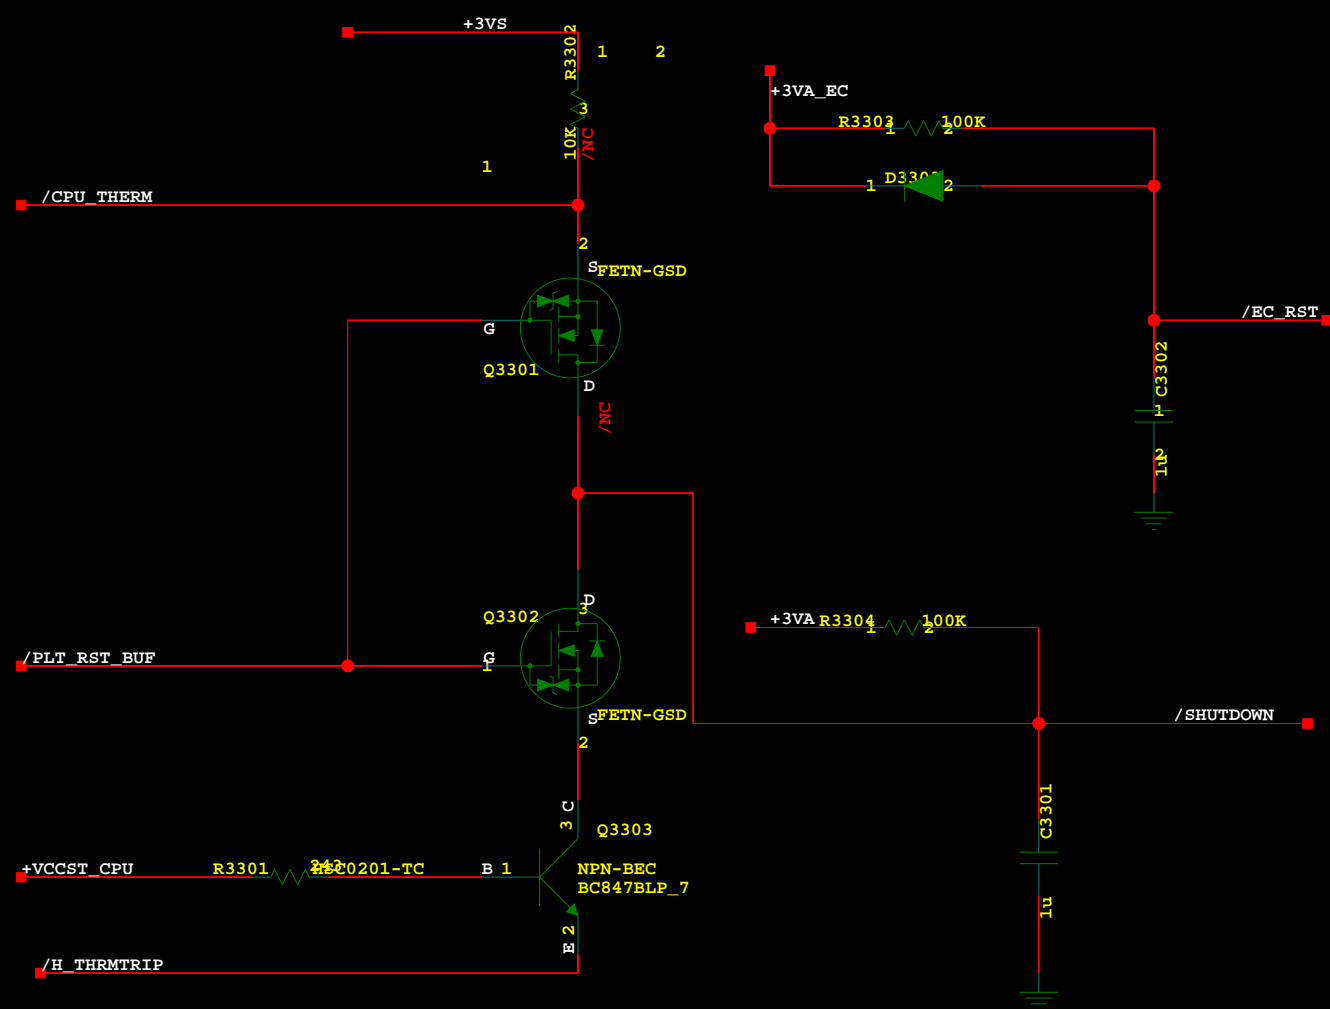 +3VS
R3302
1
2
3
10K
/NC
1
/CPU_THERM
2
S
FETN-GSD
G
Q3301
D
/NC
+3VA_EC
R3303
1
2
100K
1
2
/EC_RST
C3302
1
2
1u
D
3
Q3302
/PLT_RST_BUF
G
1
S
FETN-GSD
2
+3VA
R3304
1
2
100K
/SHUTDOWN
C3301
1u
C
3
Q3303
+VCCST_CPU
R3301
B
1
NPN-BEC
BC847BLP_7
2
E
/H_THRMTRIP